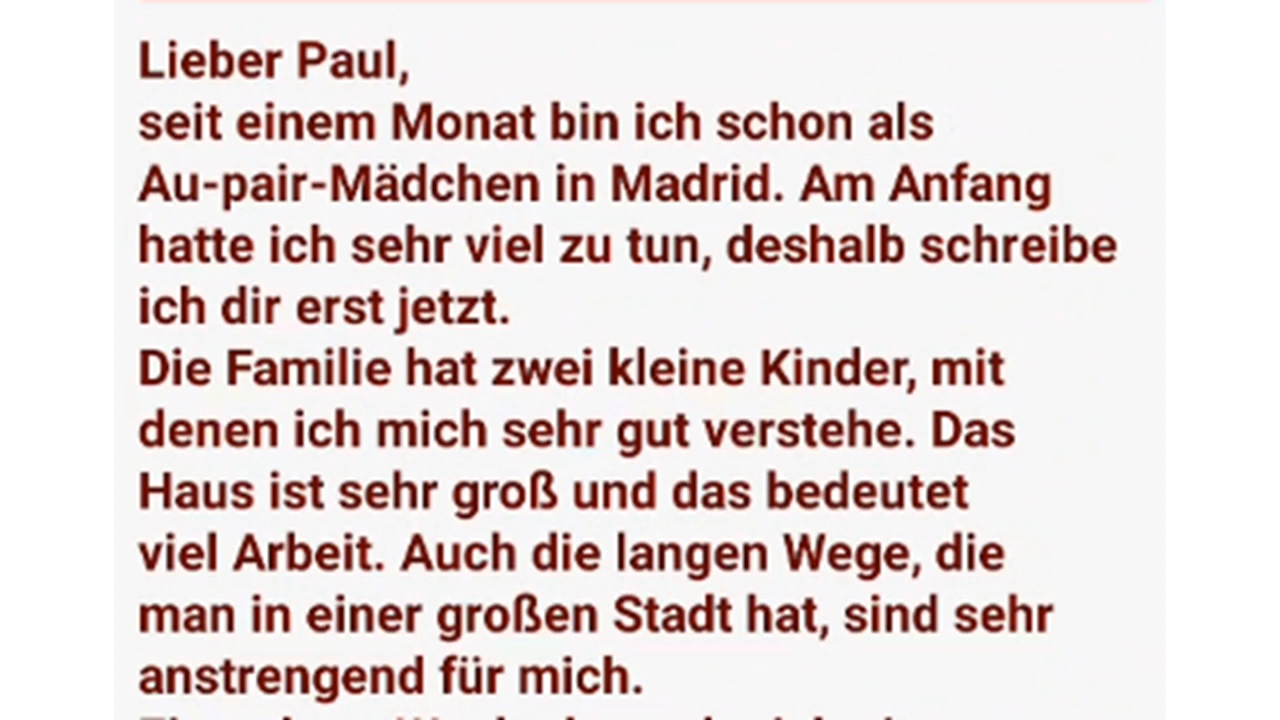 Lieber Paul,
seit einem Monat bin ich schon als
Au-pair-Mädchen in Madrid. Am Anfang
hatte ich sehr viel zu tun, deshalb schreibe
ich dir erst jetzt.
Die Familie hat zwei kleine Kinder, mit
denen ich mich sehr gut verstehe. Das
Haus ist sehr groß und das bedeutet
viel Arbeit. Auch die langen Wege, die
man in einer großen Stadt hat, sind sehr
anstrengend für mich.